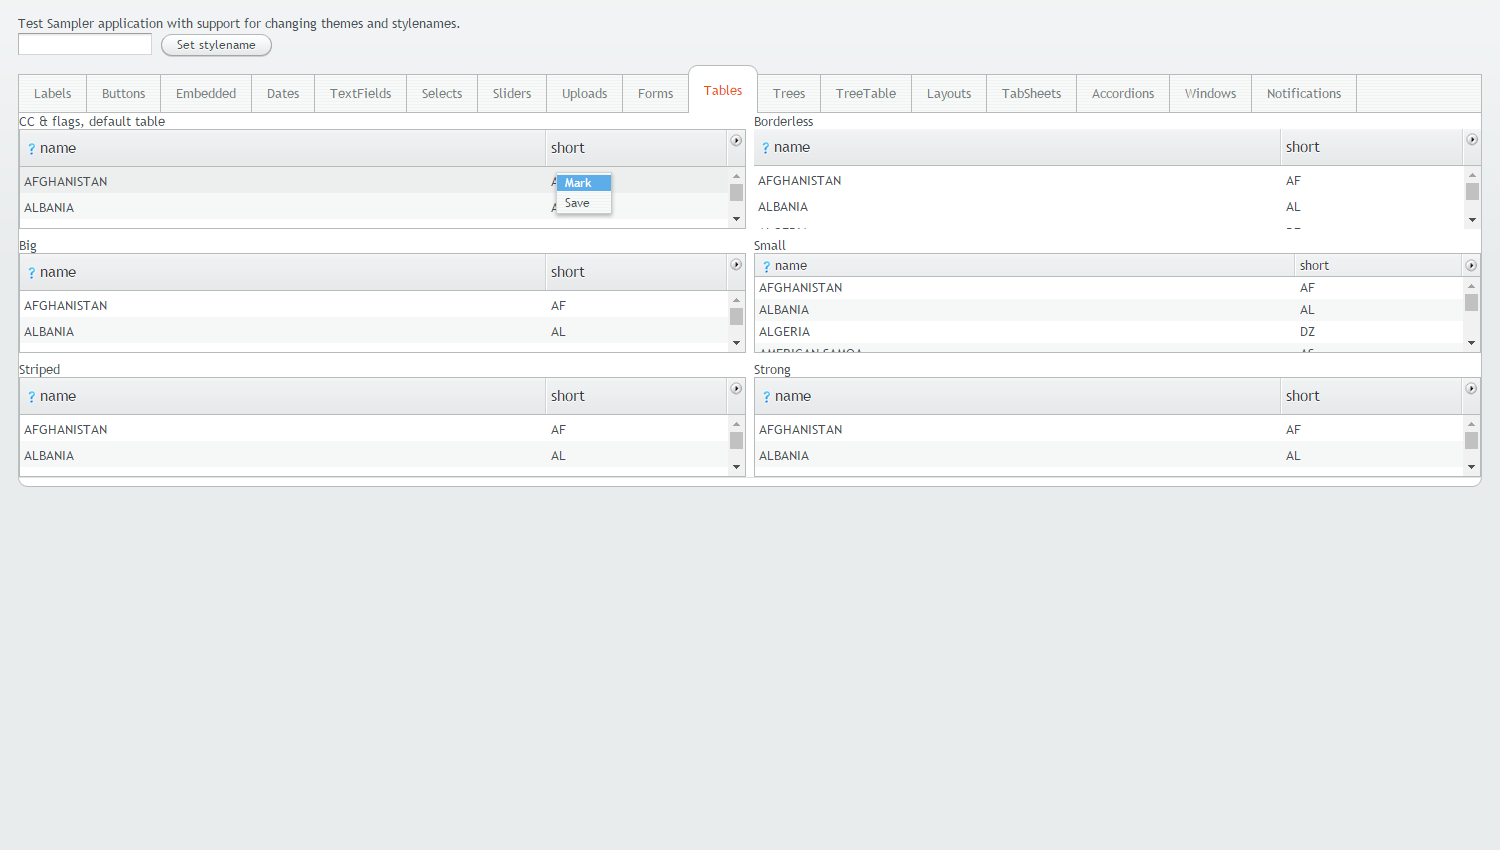 Test Sampler application with support for changing themes and stylenames.
Set stylename
Labels Buttons Embedded Dates TextFields Selects Sliders Uploads Forms Tables Trees TreeTable Layouts TabSheets Accordions Windows Notifications
CC & flags, default table
? name short
AFGHANISTAN A
Mark
ALBANIA A
Save
Borderless
? name short
AFGHANISTAN AF
ALBANIA AL
Big
? name short
AFGHANISTAN AF
ALBANIA AL
Small
? name short
AFGHANISTAN AF
ALBANIA AL
ALGERIA DZ
AMERICAN SAMOA AS
Striped
? name short
AFGHANISTAN AF
ALBANIA AL
Strong
? name short
AFGHANISTAN AF
ALBANIA AL